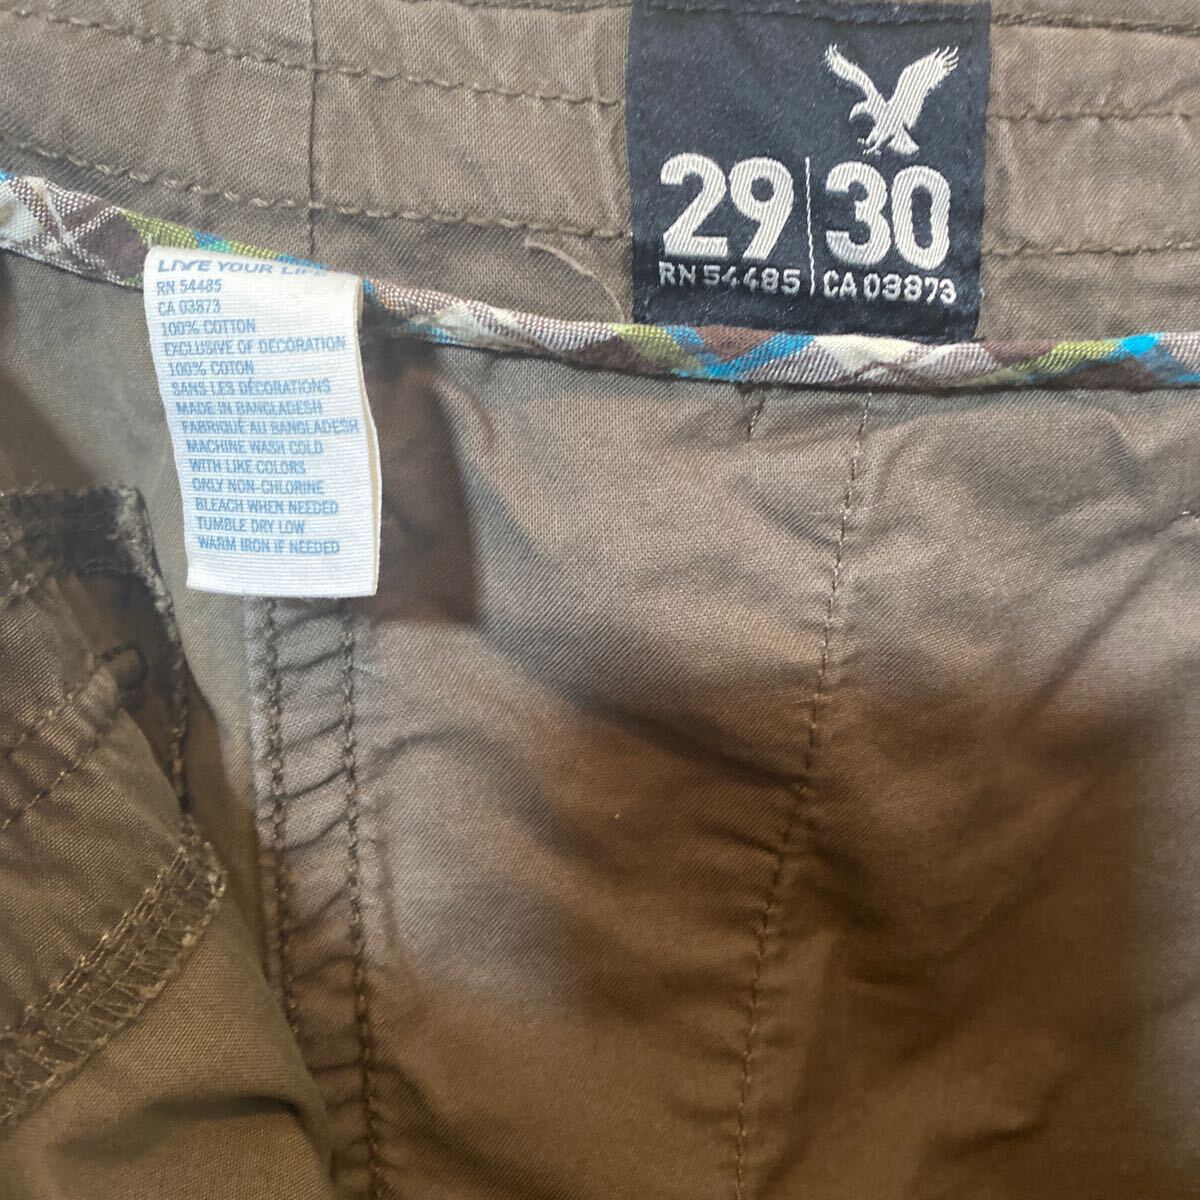 29 30
RN 54485 CA 03873
LIVE YOUR
RN 54485
CA 03873
100% COTTON
EXCLUSIVE OF DECORATION
100% COTON
SANS LES DÉCORATIONS
MADE IN BANGLADESH
FABRIQUÉ AU BANGLADESH
MACHINE WASH COLD
WITH LIKE COLORS
ONLY NON-CHLORINE
BLEACH WHEN NEEDED
TUMBLE DRY LOW
WARM IRON IF NEEDED